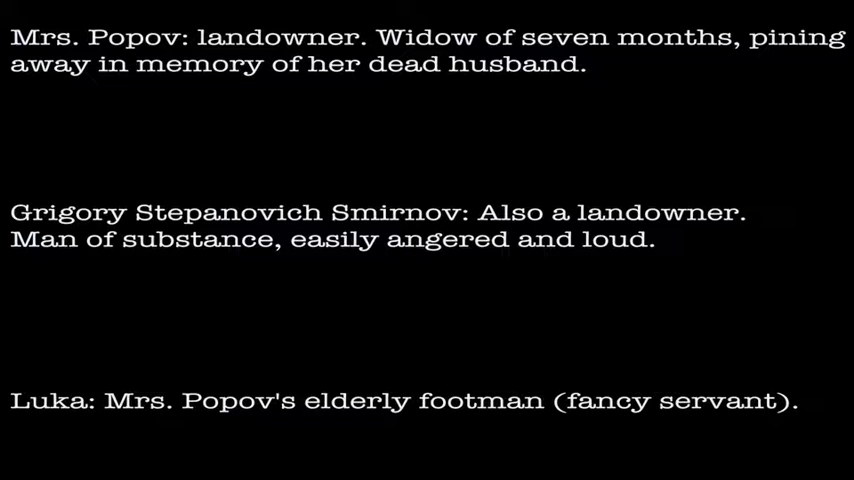 Mrs. Popov: landowner. Widow of seven months, pining
away in memory of her dead husband.
Grigory Stepanovich Smirnov: Also a landowner.
Man of substance, easily angered and loud.
Luka: Mrs. Popov's elderly footman (fancy servant).